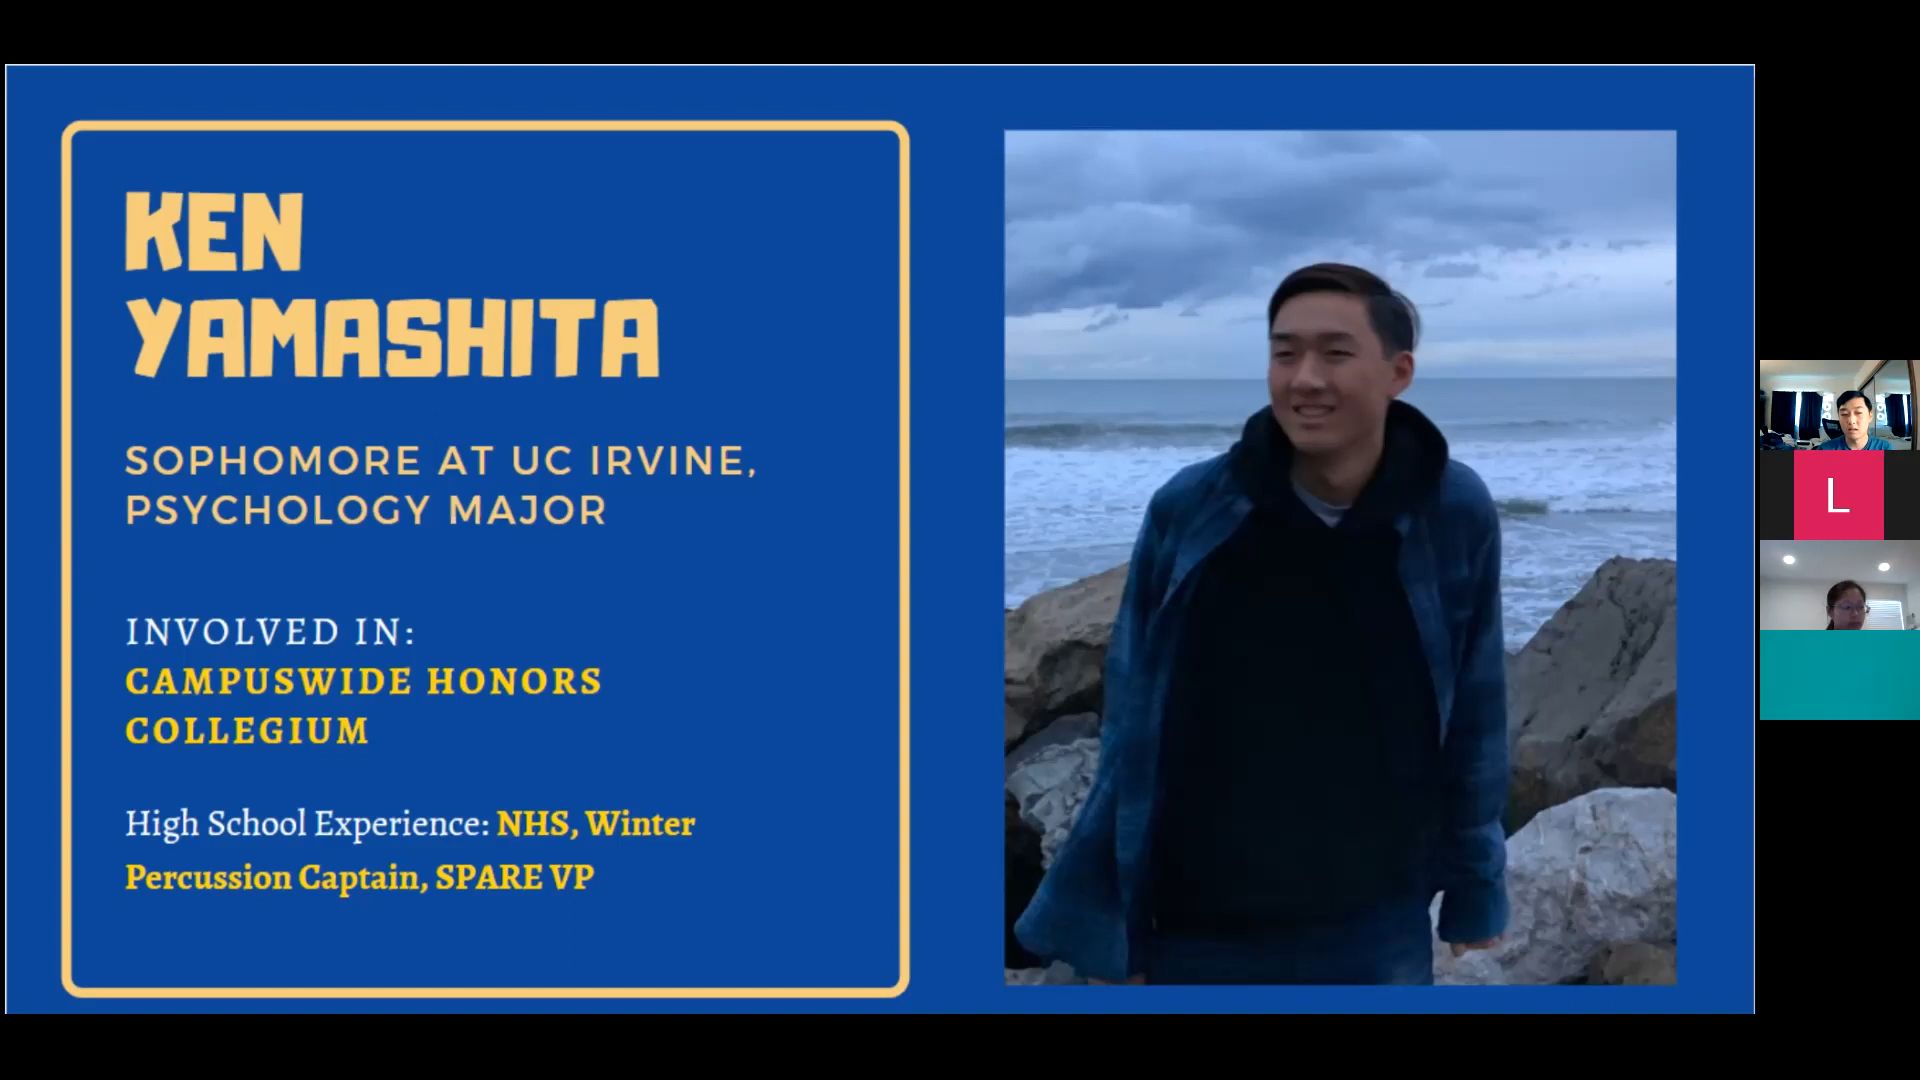 KEN
YAMASHITA
SOPHOMORE AT UC IRVINE,
PSYCHOLOGY MAJOR
INVOLVED IN:
CAMPUSWIDE HONORS
COLLEGIUM
High School Experience: NHS, Winter
Percussion Captain, SPARE VP
L